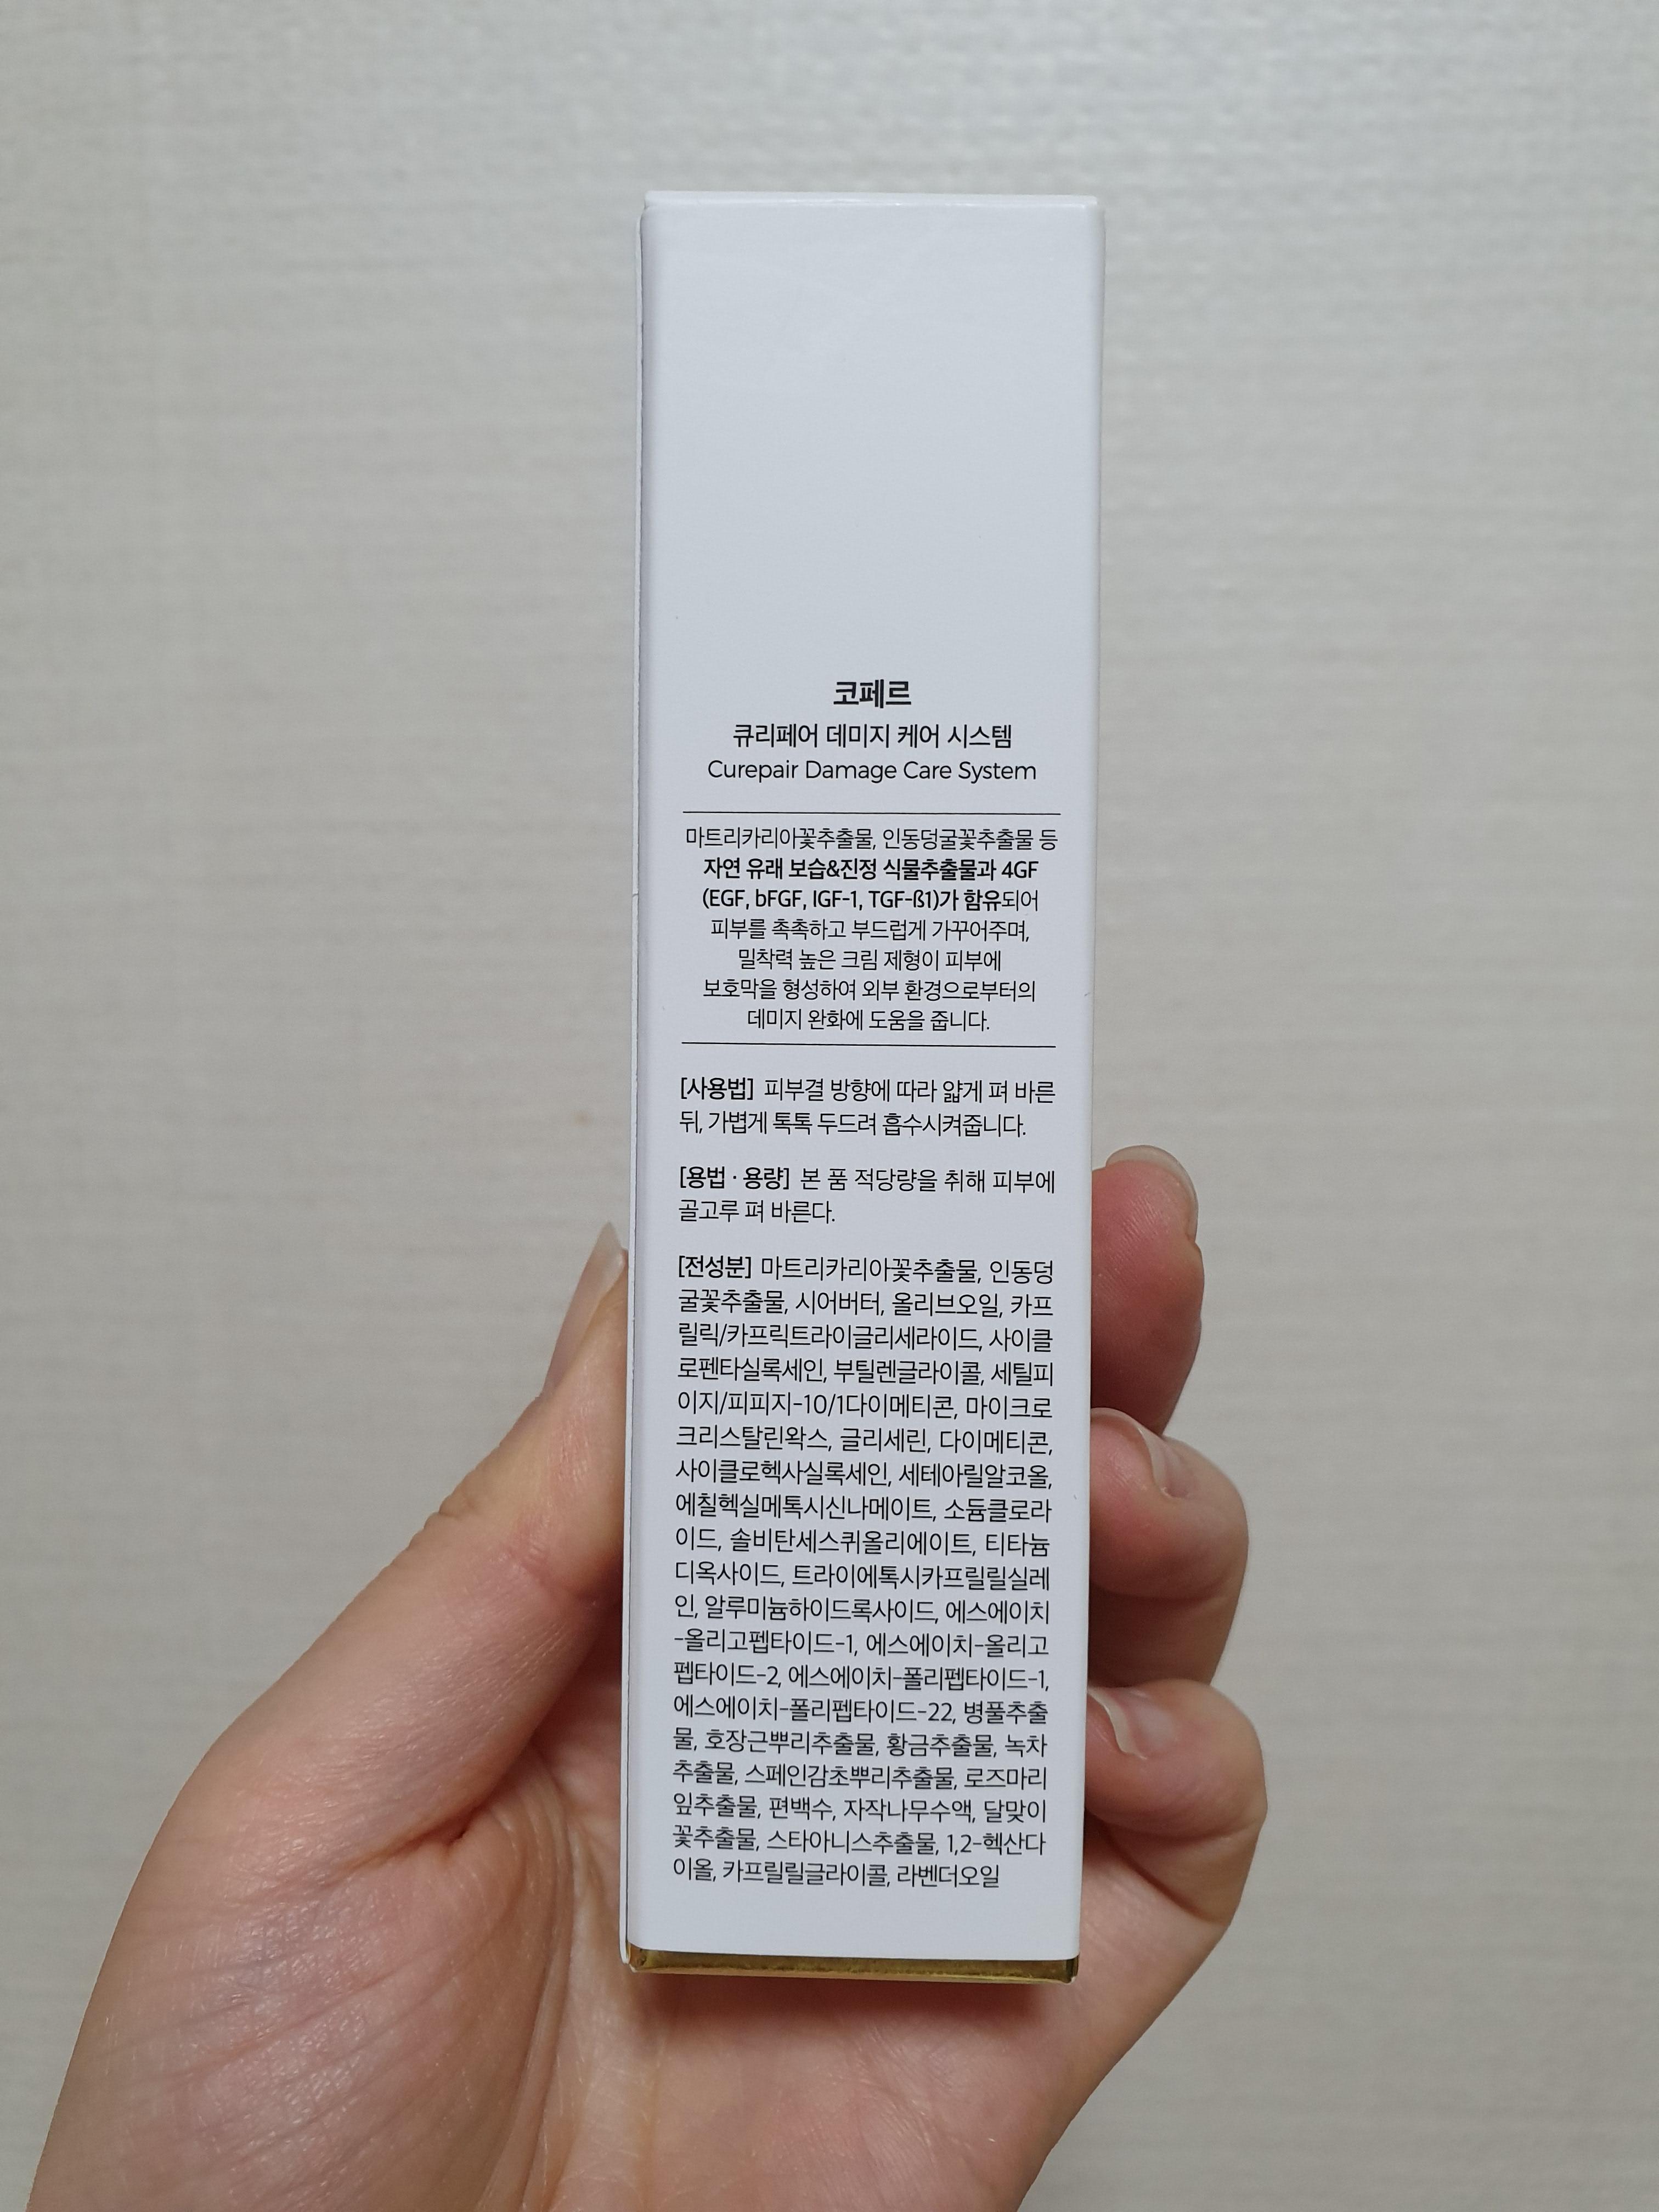 코페르
큐리페어 데미지 케어 시스템
Curepair Damage Care System
마트리카리아꽃추출물, 인동덩굴꽃추출물 등
자연 유래 보습&진정 식물추출물과 4GF
(EGF, bFGF, IGF-1, TGF-ß1)가 함유되어
피부를 촉촉하고 부드럽게 가꾸어주며,
밀착력 높은 크림 제형이 피부에
보호막을 형성하여 외부 환경으로부터의
데미지 완화에 도움을 줍니다.
[사용법] 피부결 방향에 따라 얇게 펴 바른
뒤, 가볍게 톡톡 두드려 흡수시켜줍니다.
[용법 · 용량] 본 품 적당량을 취해 피부에
골고루 펴 바른다.
[전성분] 마트리카리아꽃추출물, 인동덩
굴꽃추출물, 시어버터, 올리브오일, 카프
릴릭/카프릭트라이글리세라이드, 사이클
로펜타실록세인, 부틸렌글라이콜, 세틸피
이지/피피지-10/1다이메티콘, 마이크로
크리스탈린왁스, 글리세린, 다이메티콘,
사이클로헥사실록세인, 세테아릴알코올,
에칠헥실메톡시신나메이트, 소듐클로라
이드, 솔비탄세스퀴올리에이트, 티타늄
디옥사이드, 트라이에톡시카프릴릴실레
인, 알루미늄하이드록사이드, 에스에이치
-올리고펩타이드-1, 에스에이치-올리고
펩타이드-2, 에스에이치-폴리펩타이드-1,
에스에이치-폴리펩타이드-22, 병풀추출
물, 호장근뿌리추출물, 황금추출물, 녹차
추출물, 스페인감초뿌리추출물, 로즈마리
잎추출물, 편백수, 자작나무수액, 달맞이
꽃추출물, 스타아니스추출물, 1,2-헥산다
이올, 카프릴릴글라이콜, 라벤더오일